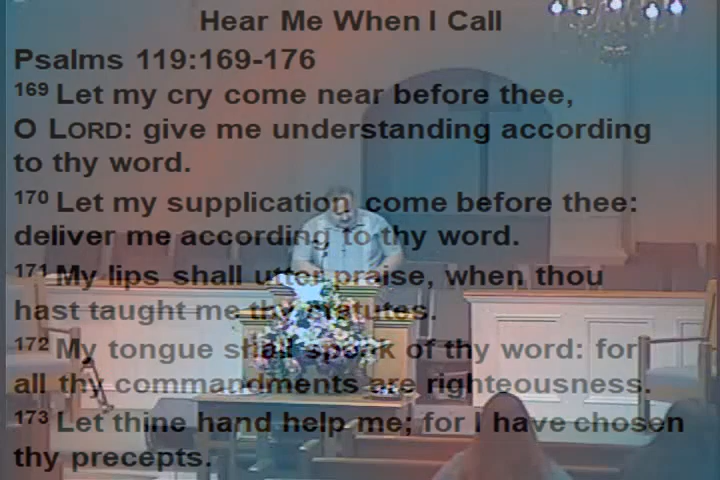 Hear Me When I Call
Psalms 119:169-176
169 Let my cry come near before thee,
O LORD: give me understanding according
to thy word.
170 Let my supplication come before thee:
deliver me according to thy word.
171 My lips shall utter praise, when thou
hast taught me thy statutes.
172 My tongue shall speak of thy word: for
all thy commandments are righteousness.
173 Let thine hand help me; for I have chosen
thy precepts.